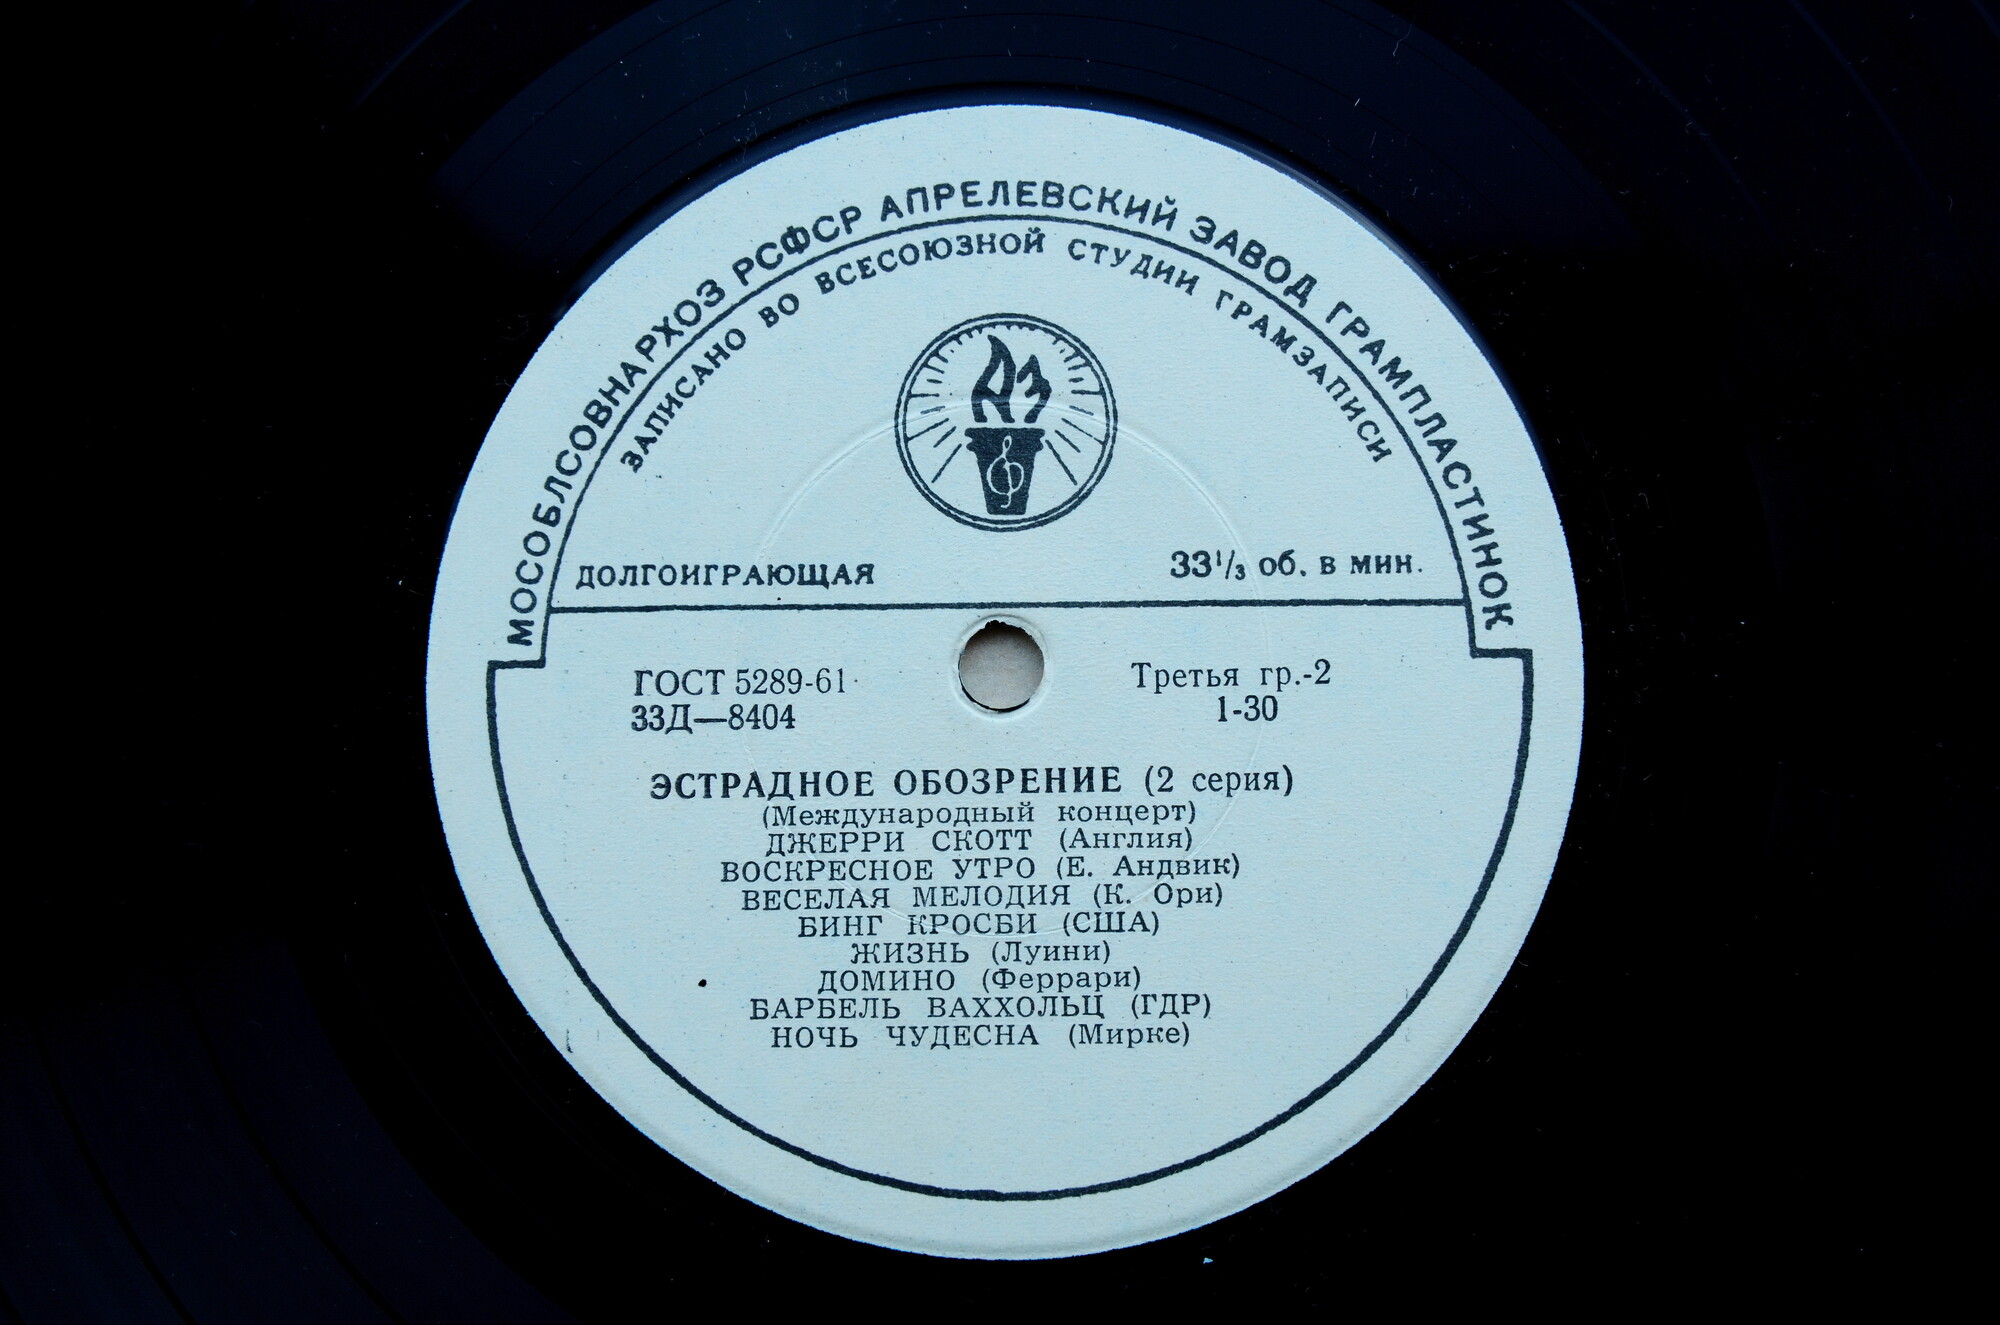 МОСОБЛСОВНАРХОЗ РСФСР АПРЕЛЕВСКИЙ ЗАВОД ГРАМПЛАСТИНОК
ЗАПИСАНО ВО ВСЕСОЮЗНОЙ СТУДИИ ГРАМЗАПИСИ
АЗ
ДОЛГОИГРАЮЩАЯ 33⅓ об. в мин.
ГОСТ 5289-61 Третья гр.-2
33Д—8404 1-30
ЭСТРАДНОЕ ОБОЗРЕНИЕ (2 серия)
(Международный концерт)
ДЖЕРРИ СКОТТ (Англия)
ВОСКРЕСНОЕ УТРО (Е. Андвик)
ВЕСЕЛАЯ МЕЛОДИЯ (К. Ори)
БИНГ КРОСБИ (США)
ЖИЗНЬ (Луини)
ДОМИНО (Феррари)
БАРБЕЛЬ ВАХХОЛЬЦ (ГДР)
НОЧЬ ЧУДЕСНА (Мирке)